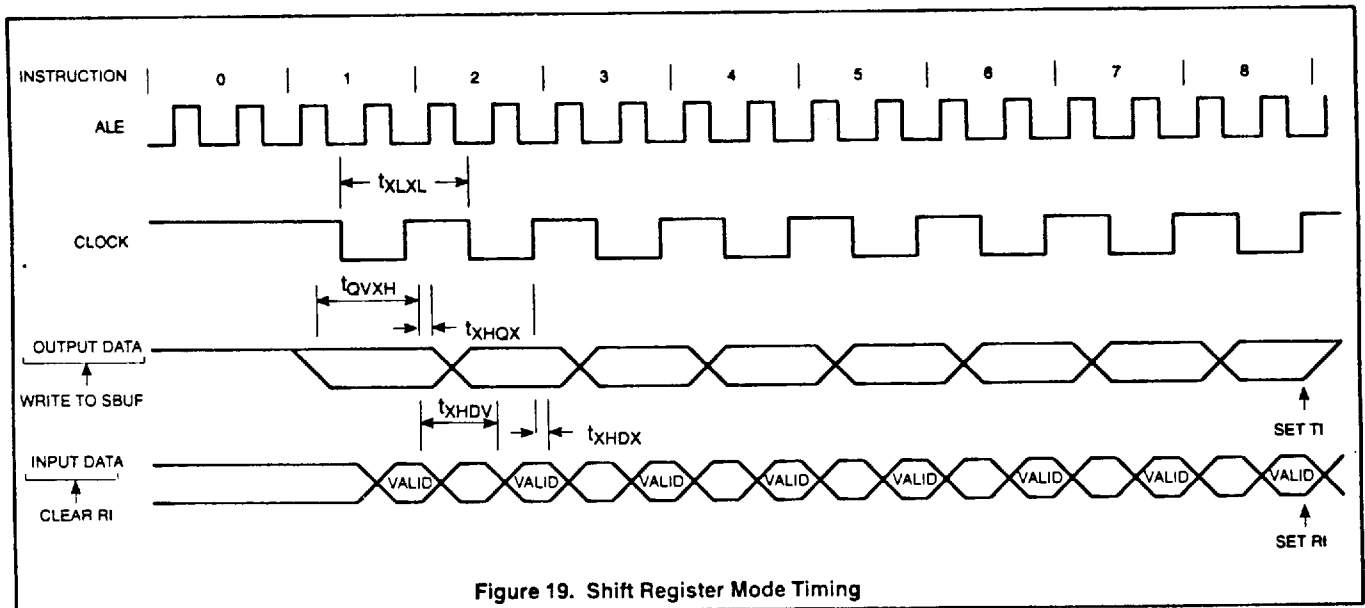 INSTRUCTION | 0 | 1 | 2 | 3 | 4 | 5 | 6 | 7 | 8 |
ALE
tXLXL
CLOCK
tQVXH
tXHQX
OUTPUT DATA
WRITE TO SBUF
tXHDV
tXHDX
SET TI
INPUT DATA
VALID VALID VALID VALID VALID VALID VALID VALID
CLEAR RI
SET RI
Figure 19. Shift Register Mode Timing